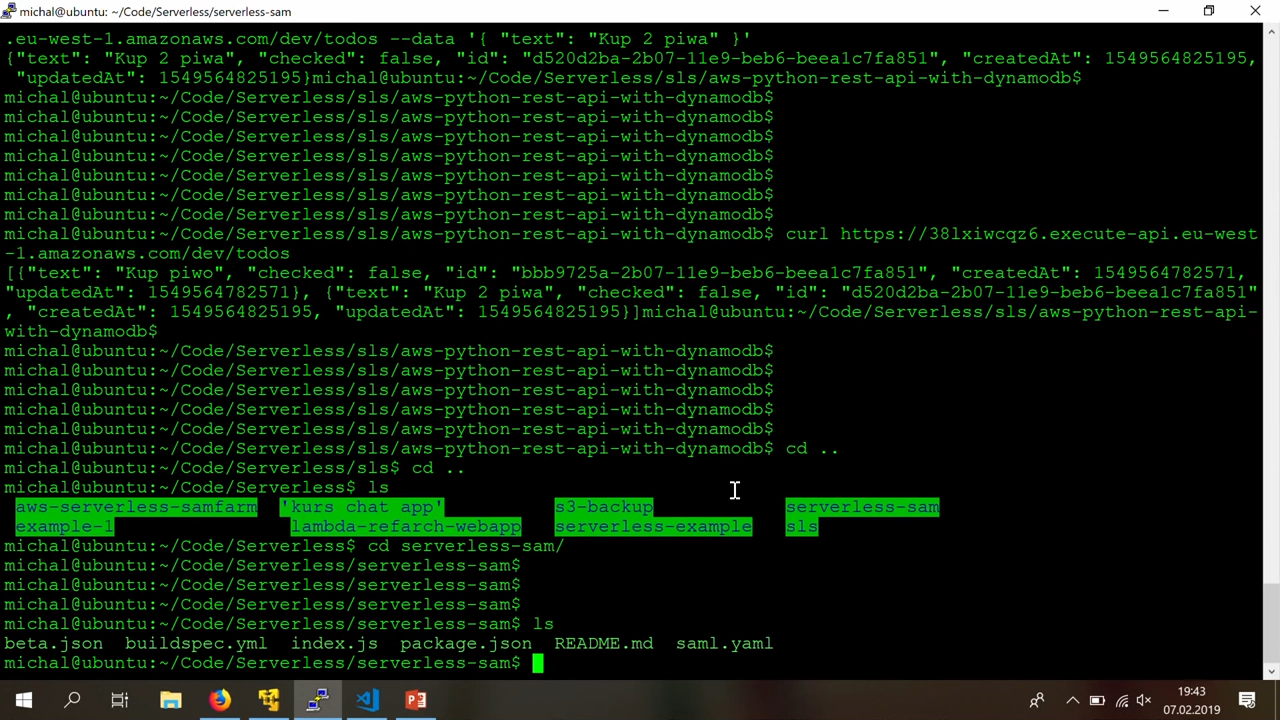 michal@ubuntu: ~/Code/Serverless/serverless-sam
.eu-west-1.amazonaws.com/dev/todos --data '{ "text": "Kup 2 piwa" }'
{"text": "Kup 2 piwa", "checked": false, "id": "d520d2ba-2b07-11e9-beb6-beea1c7fa851", "createdAt": 1549564825195,
 "updatedAt": 1549564825195}michal@ubuntu:~/Code/Serverless/sls/aws-python-rest-api-with-dynamodb$
michal@ubuntu:~/Code/Serverless/sls/aws-python-rest-api-with-dynamodb$
michal@ubuntu:~/Code/Serverless/sls/aws-python-rest-api-with-dynamodb$
michal@ubuntu:~/Code/Serverless/sls/aws-python-rest-api-with-dynamodb$
michal@ubuntu:~/Code/Serverless/sls/aws-python-rest-api-with-dynamodb$
michal@ubuntu:~/Code/Serverless/sls/aws-python-rest-api-with-dynamodb$
michal@ubuntu:~/Code/Serverless/sls/aws-python-rest-api-with-dynamodb$
michal@ubuntu:~/Code/Serverless/sls/aws-python-rest-api-with-dynamodb$
michal@ubuntu:~/Code/Serverless/sls/aws-python-rest-api-with-dynamodb$ curl https://38lxiwcqz6.execute-api.eu-west
-1.amazonaws.com/dev/todos
[{"text": "Kup piwo", "checked": false, "id": "bbb9725a-2b07-11e9-beb6-beea1c7fa851", "createdAt": 1549564782571,
"updatedAt": 1549564782571}, {"text": "Kup 2 piwa", "checked": false, "id": "d520d2ba-2b07-11e9-beb6-beea1c7fa851"
, "createdAt": 1549564825195, "updatedAt": 1549564825195}]michal@ubuntu:~/Code/Serverless/sls/aws-python-rest-api-
with-dynamodb$
michal@ubuntu:~/Code/Serverless/sls/aws-python-rest-api-with-dynamodb$
michal@ubuntu:~/Code/Serverless/sls/aws-python-rest-api-with-dynamodb$
michal@ubuntu:~/Code/Serverless/sls/aws-python-rest-api-with-dynamodb$
michal@ubuntu:~/Code/Serverless/sls/aws-python-rest-api-with-dynamodb$
michal@ubuntu:~/Code/Serverless/sls/aws-python-rest-api-with-dynamodb$
michal@ubuntu:~/Code/Serverless/sls/aws-python-rest-api-with-dynamodb$ cd ..
michal@ubuntu:~/Code/Serverless/sls$ cd ..
michal@ubuntu:~/Code/Serverless$ ls
aws-serverless-samfarm 'kurs chat app' s3-backup serverless-sam
example-1 lambda-refarch-webapp serverless-example sls
michal@ubuntu:~/Code/Serverless$ cd serverless-sam/
michal@ubuntu:~/Code/Serverless/serverless-sam$
michal@ubuntu:~/Code/Serverless/serverless-sam$
michal@ubuntu:~/Code/Serverless/serverless-sam$
michal@ubuntu:~/Code/Serverless/serverless-sam$ ls
beta.json buildspec.yml index.js package.json README.md saml.yaml
michal@ubuntu:~/Code/Serverless/serverless-sam$
19:43
07.02.2019